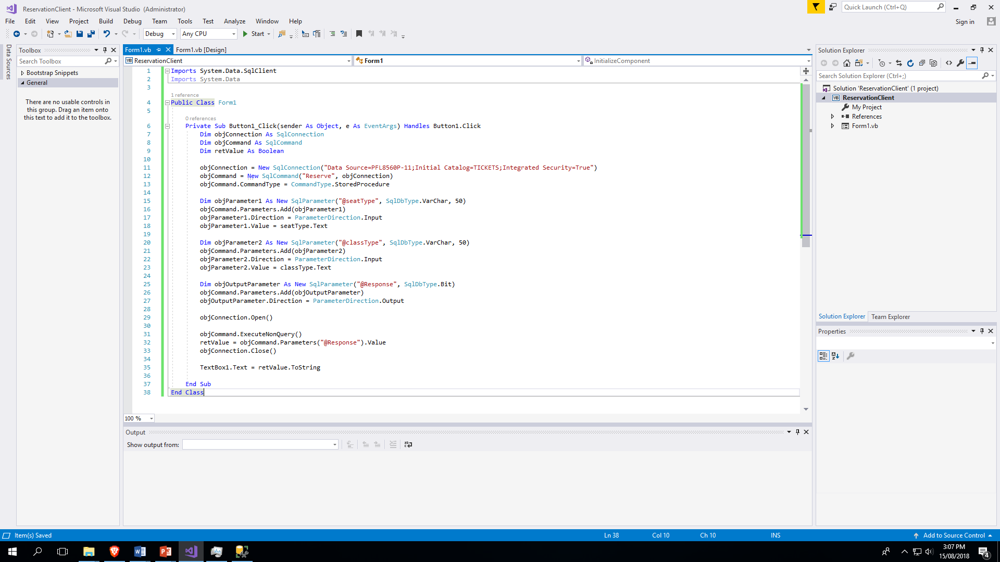 ReservationClient - Microsoft Visual Studio (Administrator)
Quick Launch (Ctrl+Q)
File Edit View Project Build Debug Team Tools Test Analyze Window Help
Sign in
Debug Any CPU Start
Data Sources
Toolbox
Search Toolbox
Bootstrap Snippets
General
There are no usable controls in
this group. Drag an item onto
this text to add it to the toolbox.
Form1.vb Form1.vb [Design]
VB ReservationClient Form1 InitializeComponent
1 Imports System.Data.SqlClient
2 Imports System.Data
3
1 reference
4 Public Class Form1
5
0 references
6 Private Sub Button1_Click(sender As Object, e As EventArgs) Handles Button1.Click
7 Dim objConnection As SqlConnection
8 Dim objCommand As SqlCommand
9 Dim retValue As Boolean
10
11 objConnection = New SqlConnection("Data Source=PFL8560P-11;Initial Catalog=TICKETS;Integrated Security=True")
12 objCommand = New SqlCommand("Reserve", objConnection)
13 objCommand.CommandType = CommandType.StoredProcedure
14
15 Dim objParameter1 As New SqlParameter("@seatType", SqlDbType.VarChar, 50)
16 objCommand.Parameters.Add(objParameter1)
17 objParameter1.Direction = ParameterDirection.Input
18 objParameter1.Value = seatType.Text
19
20 Dim objParameter2 As New SqlParameter("@classType", SqlDbType.VarChar, 50)
21 objCommand.Parameters.Add(objParameter2)
22 objParameter2.Direction = ParameterDirection.Input
23 objParameter2.Value = classType.Text
24
25 Dim objOutputParameter As New SqlParameter("@Response", SqlDbType.Bit)
26 objCommand.Parameters.Add(objOutputParameter)
27 objOutputParameter.Direction = ParameterDirection.Output
28
29 objConnection.Open()
30
31 objCommand.ExecuteNonQuery()
32 retValue = objCommand.Parameters("@Response").Value
33 objConnection.Close()
34
35 TextBox1.Text = retValue.ToString
36
37 End Sub
38 End Class
100 %
Output
Show output from:
Solution Explorer
Search Solution Explorer (Ctrl+;)
Solution 'ReservationClient' (1 project)
VB ReservationClient
My Project
References
Form1.vb
Solution Explorer Team Explorer
Properties
Item(s) Saved Ln 38 Col 10 Ch 10 INS Add to Source Control
3:07 PM
15/08/2018
4